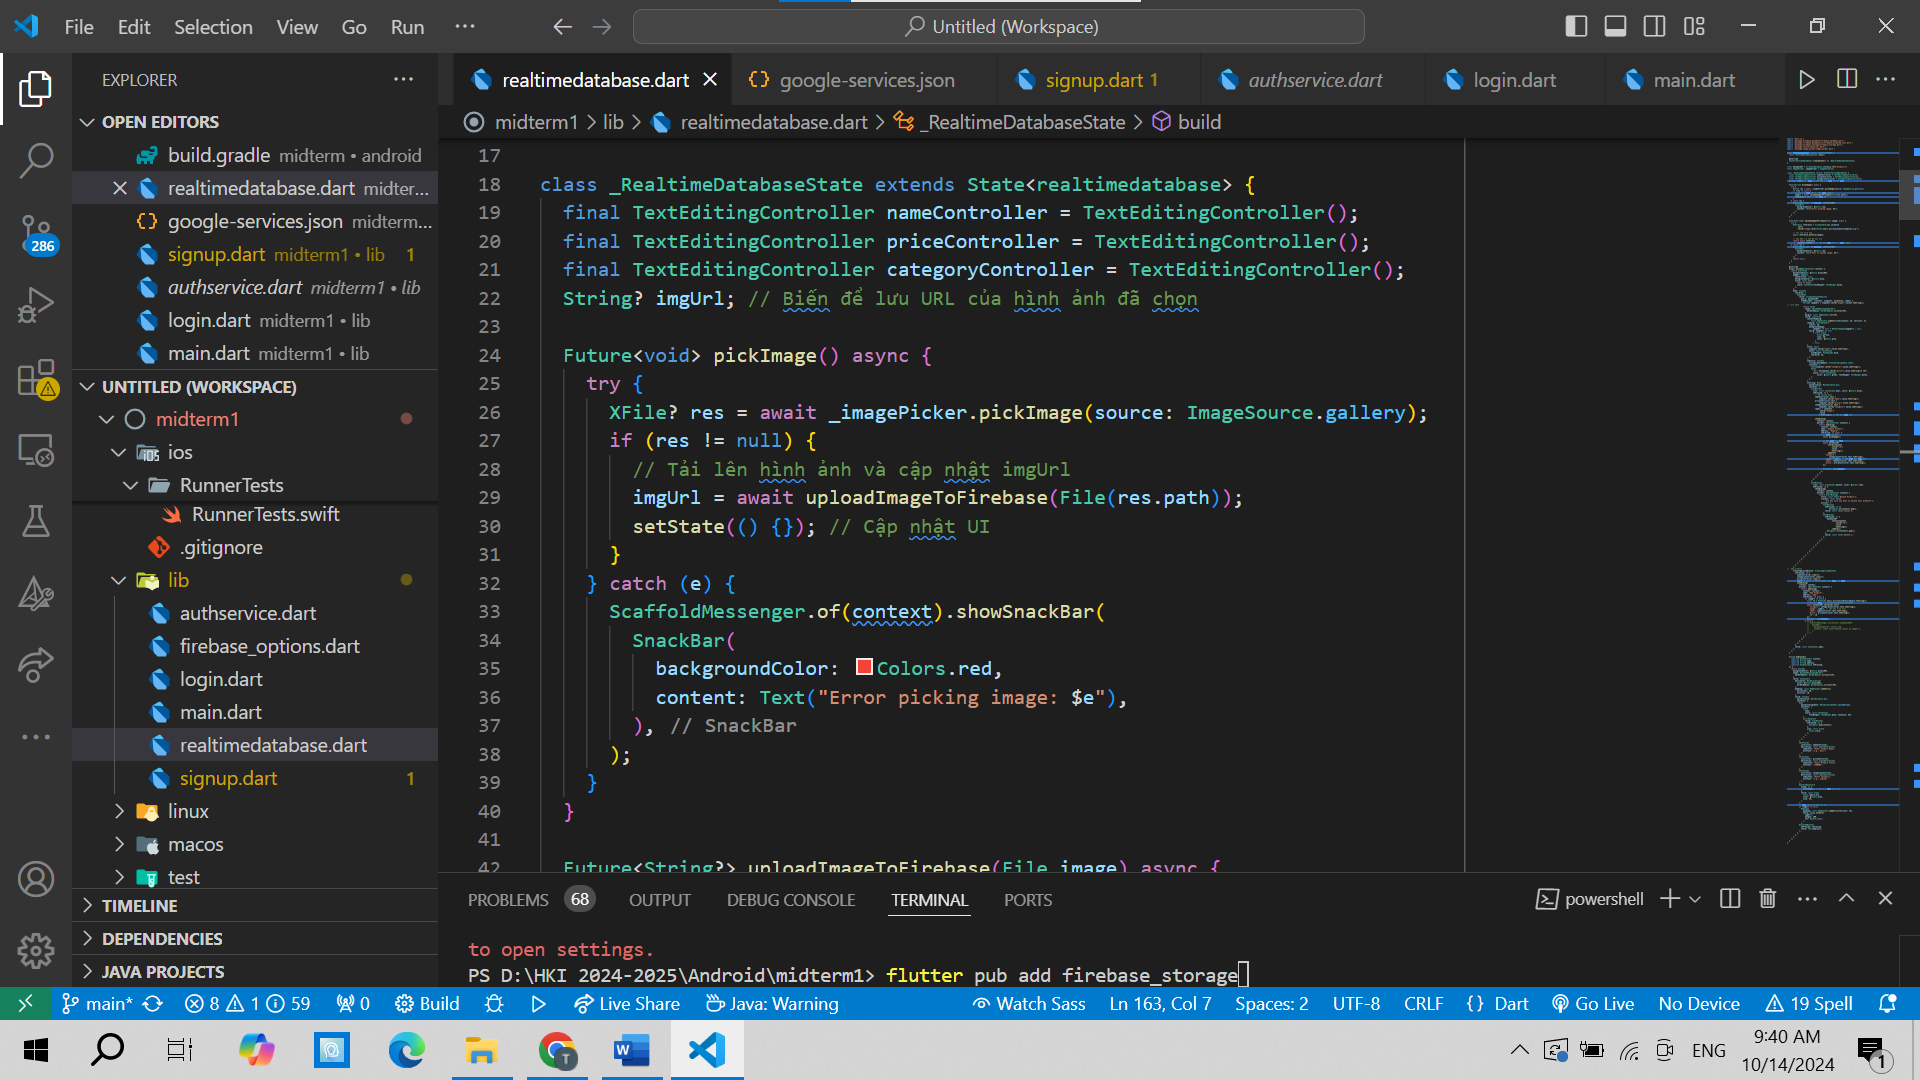 File Edit Selection View Go Run ··· Untitled (Workspace)
EXPLORER ···
OPEN EDITORS
build.gradle midterm • android
realtimedatabase.dart midter...
google-services.json midterm...
signup.dart midterm1 • lib 1
authservice.dart midterm1 • lib
login.dart midterm1 • lib
main.dart midterm1 • lib
UNTITLED (WORKSPACE)
midterm1
ios
RunnerTests
RunnerTests.swift
.gitignore
lib
authservice.dart
firebase_options.dart
login.dart
main.dart
realtimedatabase.dart
signup.dart 1
linux
macos
test
TIMELINE
DEPENDENCIES
JAVA PROJECTS
286
realtimedatabase.dart google-services.json signup.dart 1 authservice.dart login.dart main.dart
midterm1 > lib > realtimedatabase.dart > _RealtimeDatabaseState > build
17
18 class _RealtimeDatabaseState extends State<realtimedatabase> {
19 final TextEditingController nameController = TextEditingController();
20 final TextEditingController priceController = TextEditingController();
21 final TextEditingController categoryController = TextEditingController();
22 String? imgUrl; // Biến để lưu URL của hình ảnh đã chọn
23
24 Future<void> pickImage() async {
25 try {
26 XFile? res = await _imagePicker.pickImage(source: ImageSource.gallery);
27 if (res != null) {
28 // Tải lên hình ảnh và cập nhật imgUrl
29 imgUrl = await uploadImageToFirebase(File(res.path));
30 setState(() {}); // Cập nhật UI
31 }
32 } catch (e) {
33 ScaffoldMessenger.of(context).showSnackBar(
34 SnackBar(
35 backgroundColor: Colors.red,
36 content: Text("Error picking image: $e"),
37 ), // SnackBar
38 );
39 }
40 }
41
42 Future<String?> uploadImageToFirebase(File image) async {
PROBLEMS 68 OUTPUT DEBUG CONSOLE TERMINAL PORTS powershell
to open settings.
PS D:\HKI 2024-2025\Android\midterm1> flutter pub add firebase_storage
main* 8 1 59 0 Build Live Share Java: Warning Watch Sass Ln 163, Col 7 Spaces: 2 UTF-8 CRLF {} Dart Go Live No Device 19 Spell
T W ENG 9:40 AM
10/14/2024 1